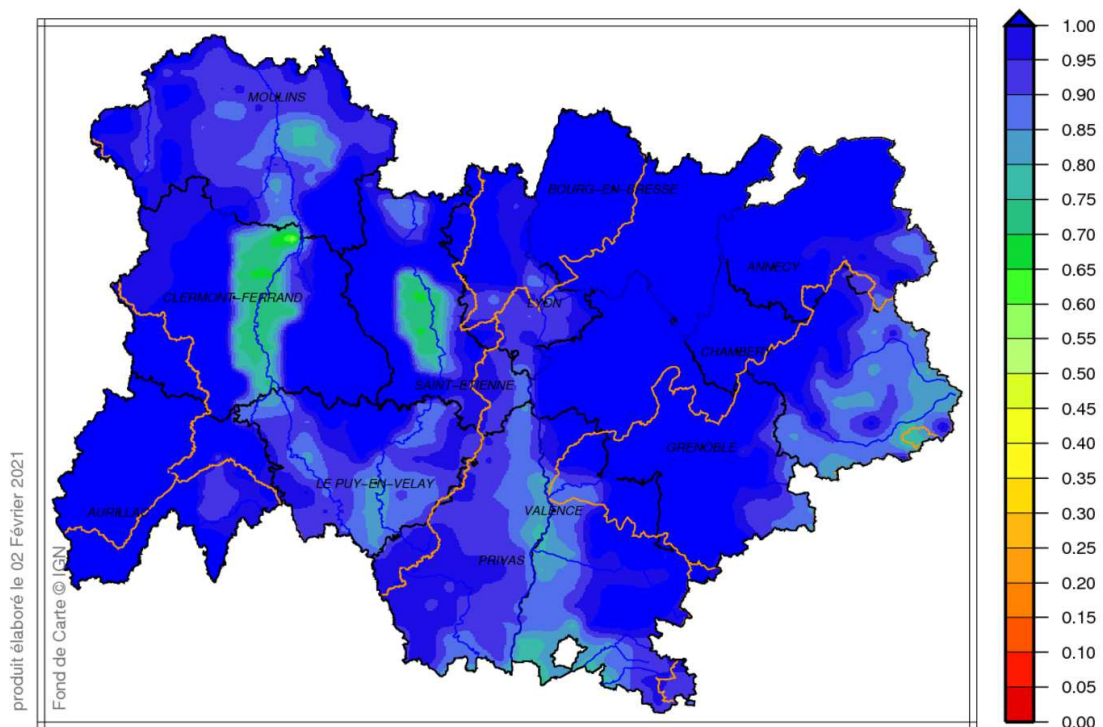 MOULINS
BOURG-EN-BRESSE
ANNECY
CLERMONT-FERRAND
LYON
CHAMBERY
SAINT-ETIENNE
GRENOBLE
LE PUY-EN-VELAY
AURILLAC
VALENCE
PRIVAS
produit élaboré le 02 Février 2021
Fond de Carte © IGN
1.00
0.95
0.90
0.85
0.80
0.75
0.70
0.65
0.60
0.55
0.50
0.45
0.40
0.35
0.30
0.25
0.20
0.15
0.10
0.05
0.00